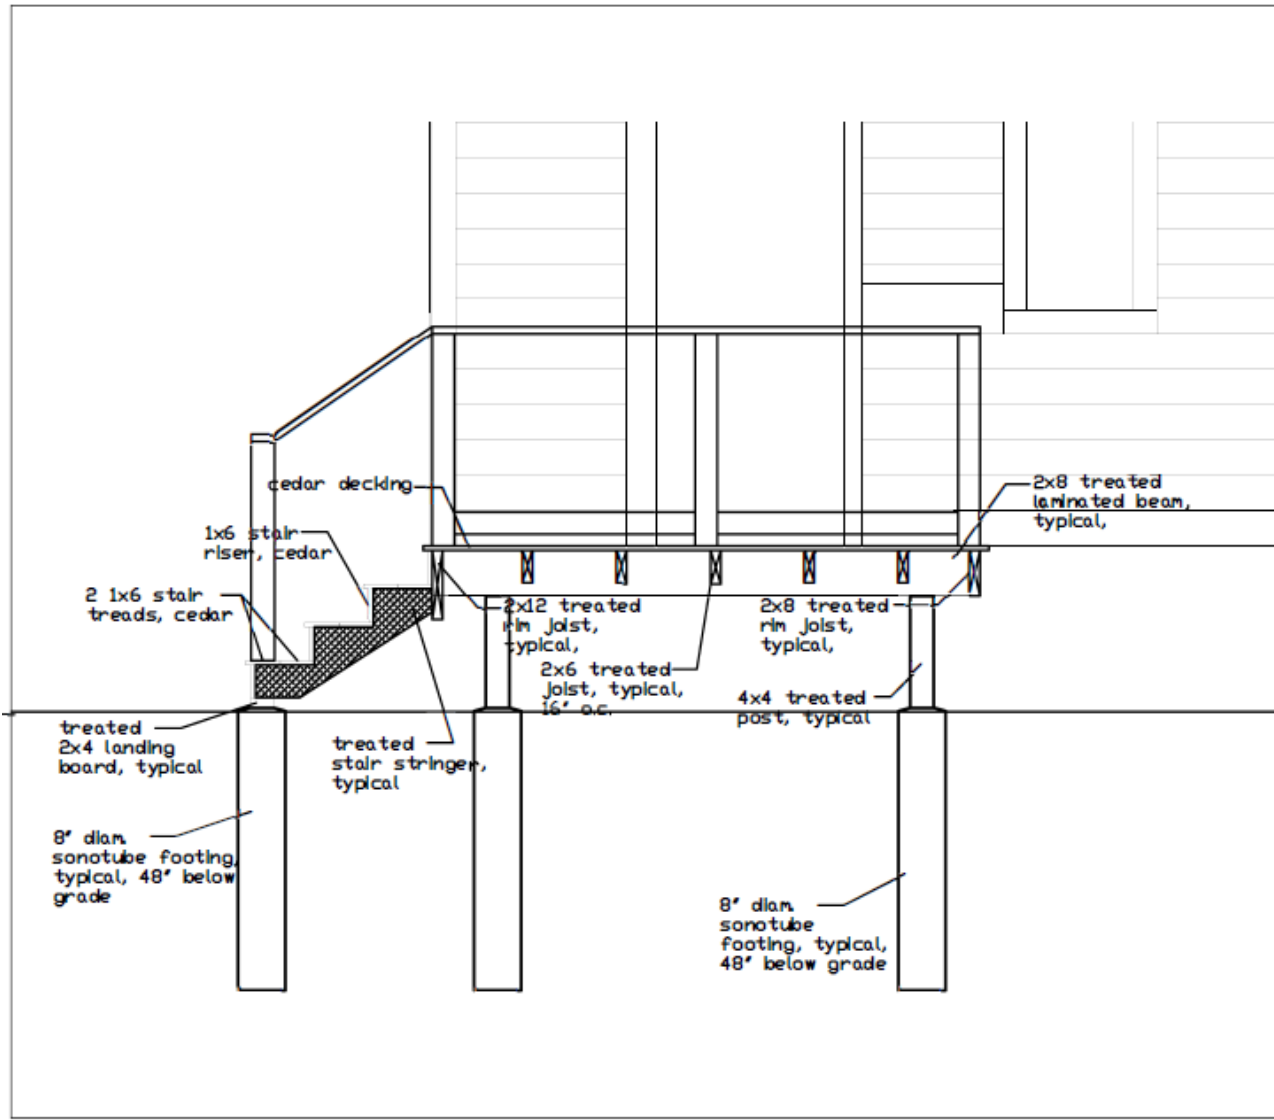 cedar decking
2x8 treated
laminated beam,
typical,
1x6 stair
riser, cedar
2 1x6 stair
treads, cedar
2x12 treated
rim joist,
typical,
2x8 treated
rim joist,
typical,
2x6 treated
joist, typical,
16" o.c.
4x4 treated
post, typical
treated
2x4 landing
board, typical
treated
stair stringer,
typical
8" diam.
sonotube footing,
typical, 48" below
grade
8" diam.
sonotube
footing, typical,
48" below grade